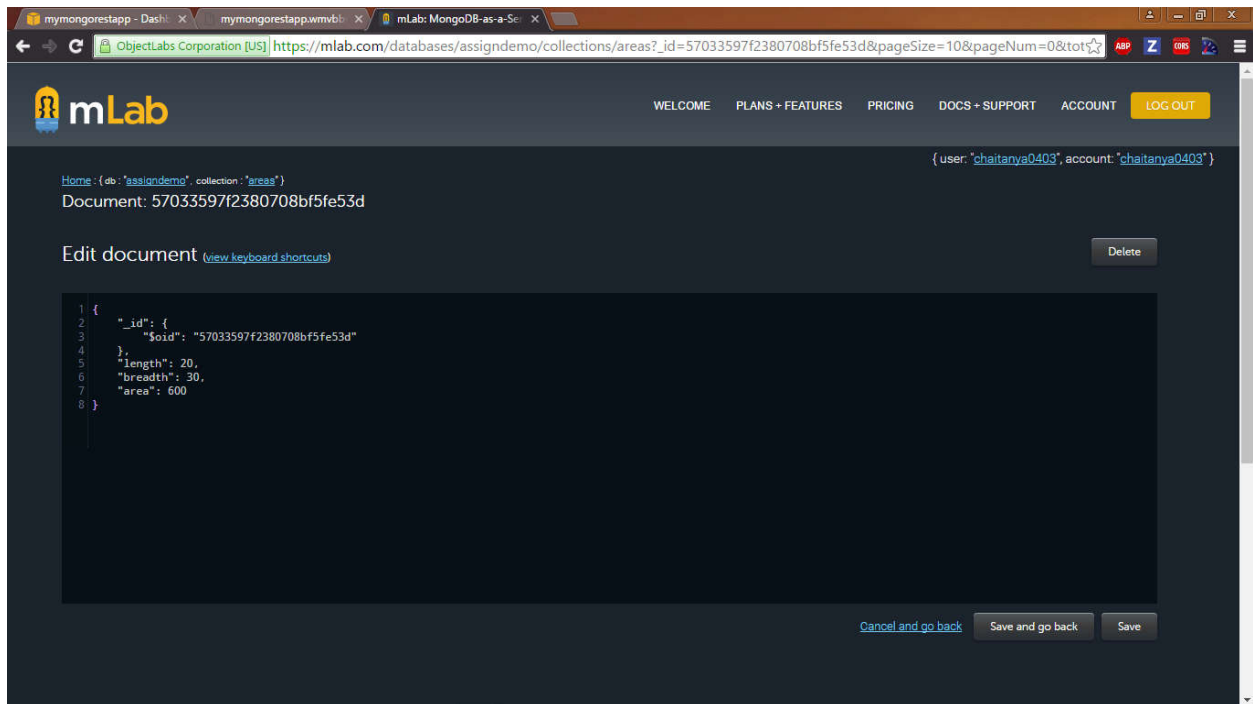 mymongorestapp - Dashb
mymongorestapp.wmvbb
mLab: MongoDB-as-a-Ser
ObjectLabs Corporation [US] https://mlab.com/databases/assigndemo/collections/areas?_id=57033597f2380708bf5fe53d&pageSize=10&pageNum=0&tot
ABP Z CORS
mLab
WELCOME PLANS + FEATURES PRICING DOCS + SUPPORT ACCOUNT LOG OUT
{ user: "chaitanya0403", account: "chaitanya0403" }
Home : { db : "assigndemo", collection : "areas" }
Document: 57033597f2380708bf5fe53d
Edit document (view keyboard shortcuts)
Delete
1 {
2 "_id": {
3 "$oid": "57033597f2380708bf5fe53d"
4 },
5 "length": 20,
6 "breadth": 30,
7 "area": 600
8 }
Cancel and go back Save and go back Save